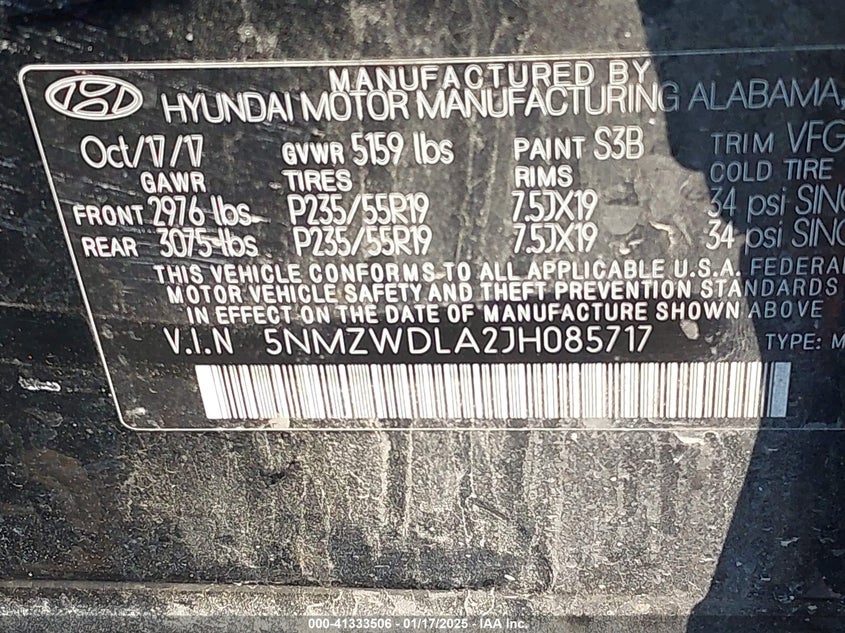 MANUFACTURED BY
HYUNDAI MOTOR MANUFACTURING ALABAMA,
Oct/17/17 GVWR 5159 lbs PAINT S3B TRIM VFG
GAWR TIRES RIMS COLD TIRE
FRONT 2976 lbs P235/55R19 7.5JX19 34 psi SING
REAR 3075 lbs P235/55R19 7.5JX19 34 psi SING
THIS VEHICLE CONFORMS TO ALL APPLICABLE U.S.A. FEDERAL
MOTOR VEHICLE SAFETY AND THEFT PREVENTION STANDARDS
IN EFFECT ON THE DATE OF MANUFACTURE SHOWN ABOVE
V.I.N 5NMZWDLA2JH085717 TYPE: M
000-41333506 - 01/17/2025 - IAA Inc.